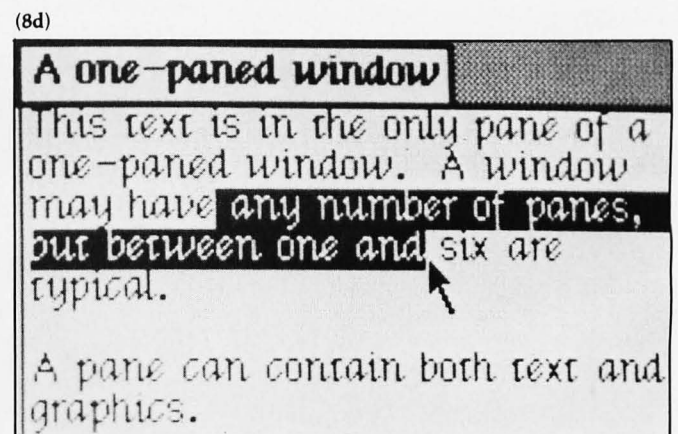 (8d)
A one-paned window
This text is in the only pane of a
one-paned window. A window
may have any number of panes,
but between one and six are
typical.
A pane can contain both text and
graphics.